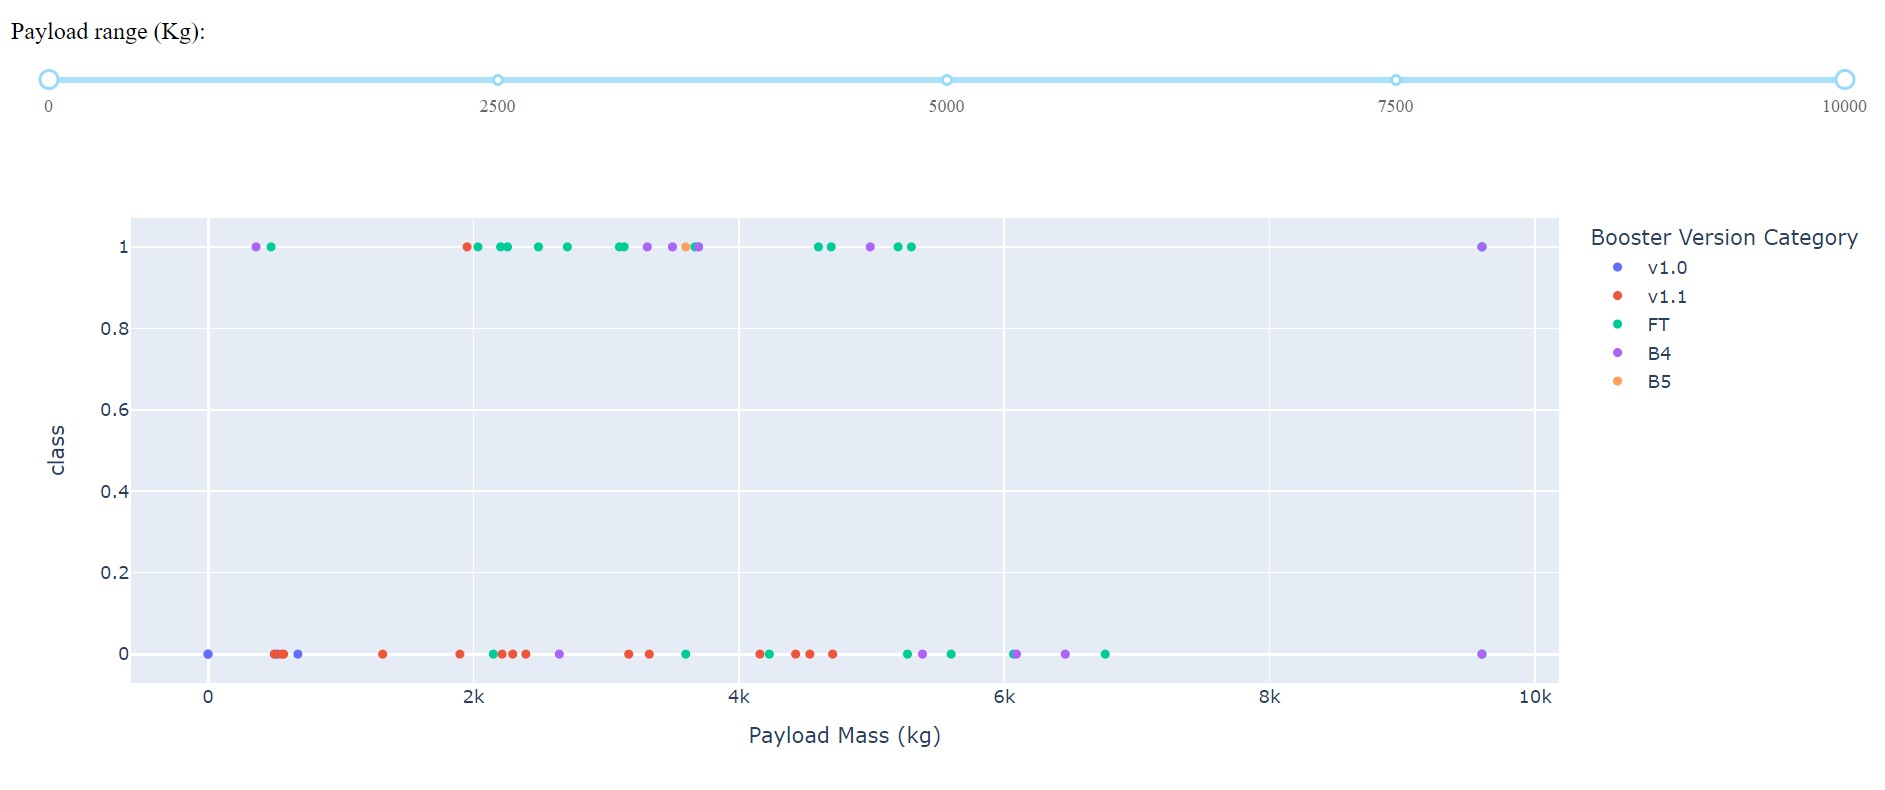 Payload range (Kg):
0 2500 5000 7500 10000
Booster Version Category
v1.0
v1.1
FT
B4
B5
1
0.8
0.6
0.4
0.2
0
class
0 2k 4k 6k 8k 10k
Payload Mass (kg)